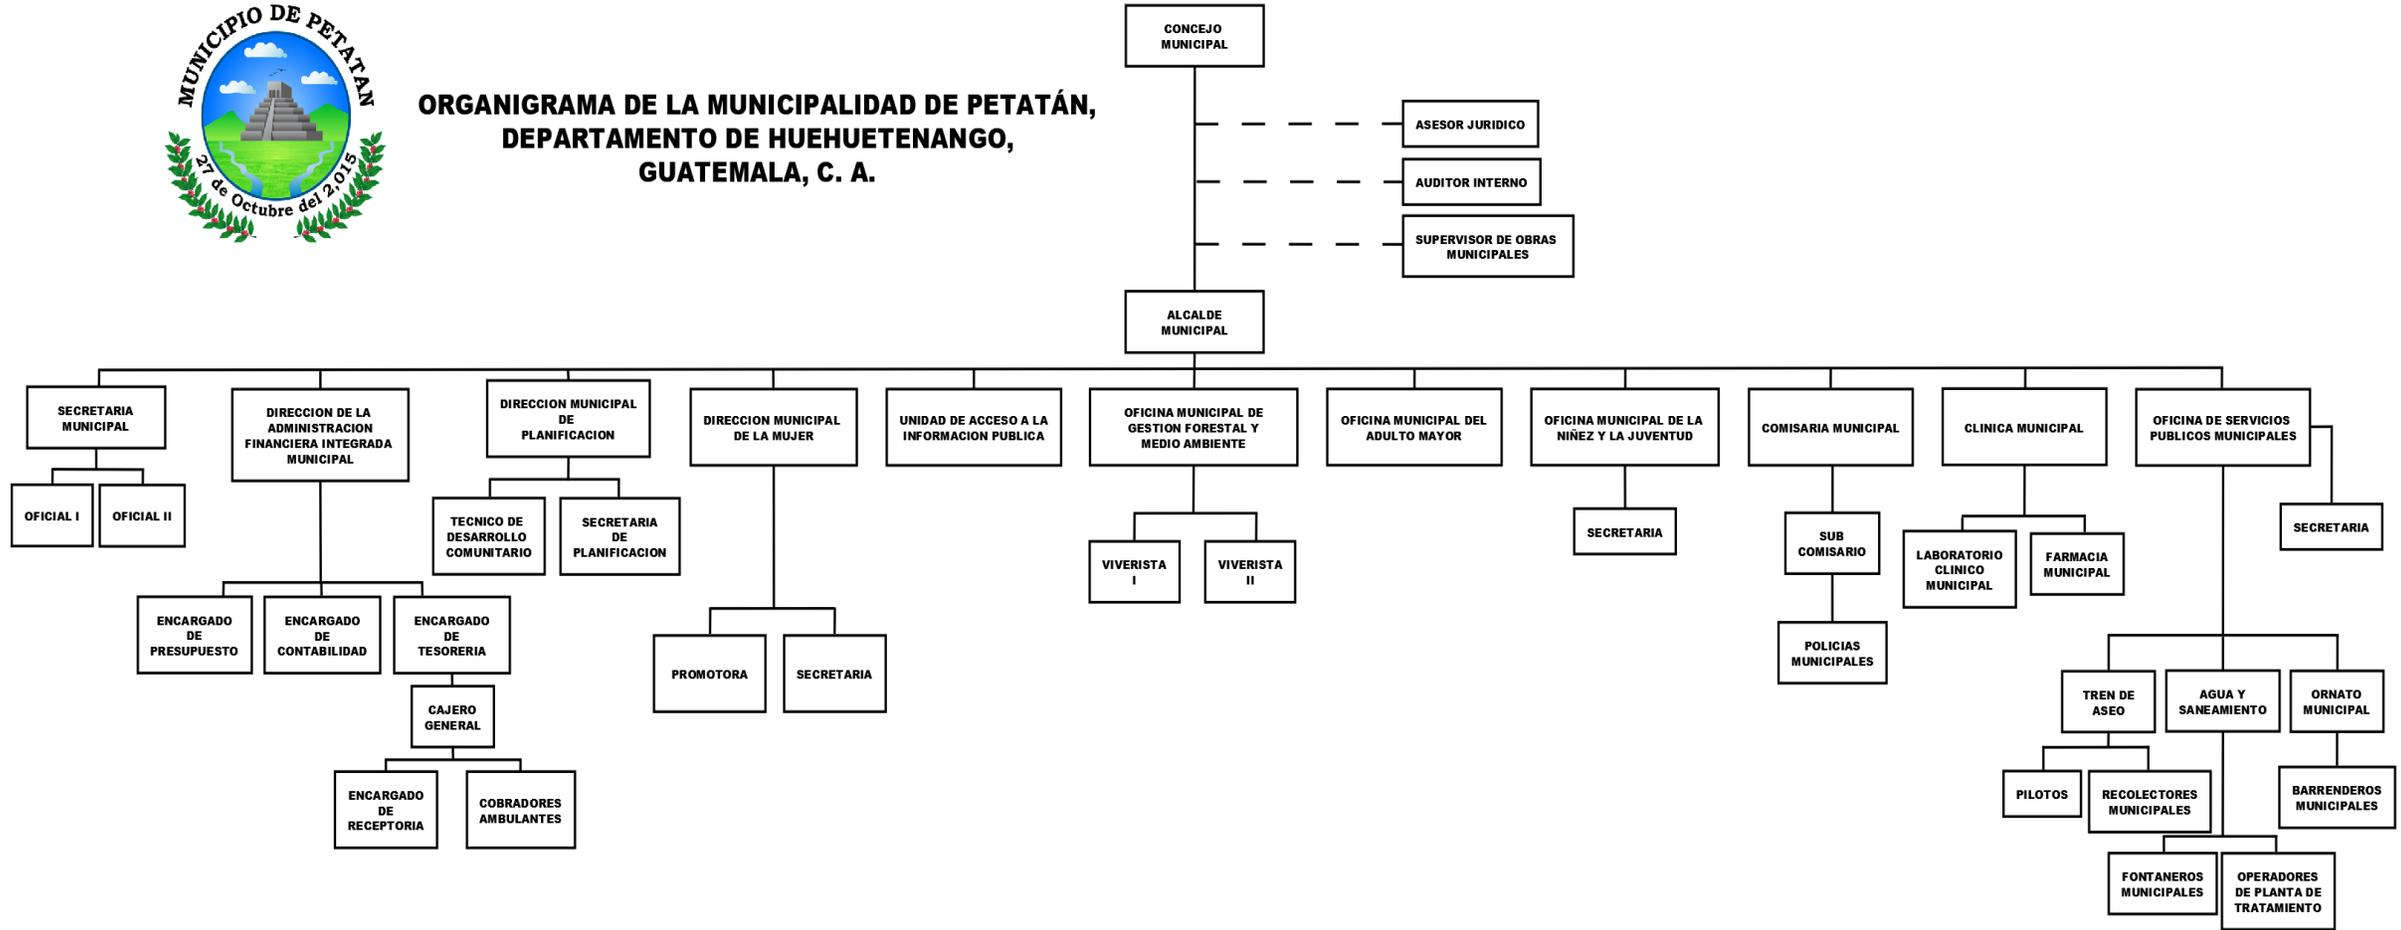 MUNICIPIO DE PETATAN
27 de Octubre del 2,015
ORGANIGRAMA DE LA MUNICIPALIDAD DE PETATÁN,
DEPARTAMENTO DE HUEHUETENANGO,
GUATEMALA, C. A.
CONCEJO
MUNICIPAL
ASESOR JURIDICO
AUDITOR INTERNO
SUPERVISOR DE OBRAS
MUNICIPALES
ALCALDE
MUNICIPAL
SECRETARIA
MUNICIPAL
DIRECCION DE LA
ADMINISTRACION
FINANCIERA INTEGRADA
MUNICIPAL
DIRECCION MUNICIPAL
DE
PLANIFICACION
DIRECCION MUNICIPAL
DE LA MUJER
UNIDAD DE ACCESO A LA
INFORMACION PUBLICA
OFICINA MUNICIPAL DE
GESTION FORESTAL Y
MEDIO AMBIENTE
OFICINA MUNICIPAL DEL
ADULTO MAYOR
OFICINA MUNICIPAL DE LA
NIÑEZ Y LA JUVENTUD
COMISARIA MUNICIPAL
CLINICA MUNICIPAL
OFICINA DE SERVICIOS
PUBLICOS MUNICIPALES
OFICIAL I
OFICIAL II
TECNICO DE
DESARROLLO
COMUNITARIO
SECRETARIA
DE
PLANIFICACION
VIVERISTA
I
VIVERISTA
II
SECRETARIA
SUB
COMISARIO
LABORATORIO
CLINICO
MUNICIPAL
FARMACIA
MUNICIPAL
SECRETARIA
ENCARGADO
DE
PRESUPUESTO
ENCARGADO
DE
CONTABILIDAD
ENCARGADO
DE
TESORERIA
PROMOTORA
SECRETARIA
POLICIAS
MUNICIPALES
CAJERO
GENERAL
TREN DE
ASEO
AGUA Y
SANEAMIENTO
ORNATO
MUNICIPAL
ENCARGADO
DE
RECEPTORIA
COBRADORES
AMBULANTES
PILOTOS
RECOLECTORES
MUNICIPALES
BARRENDEROS
MUNICIPALES
FONTANEROS
MUNICIPALES
OPERADORES
DE PLANTA DE
TRATAMIENTO